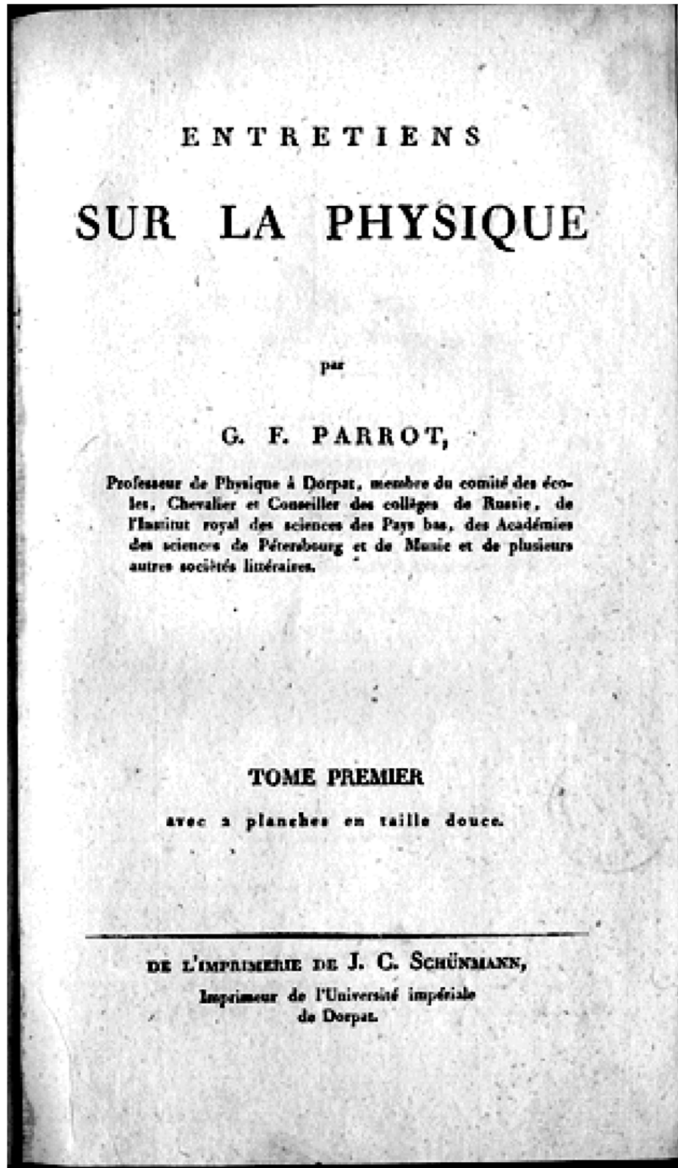 ENTRETIENS
SUR LA PHYSIQUE
par
G. F. PARROT,
Professeur de Physique à Dorpat, membre du comité des éco-
les, Chevalier et Conseiller des collèges de Russie, de
l'Institut royal des sciences des Pays bas, des Académies
des sciences de Pétersbourg et de Munic et de plusieurs
autres sociétés littéraires.
TOME PREMIER
avec 2 planches en taille douce.
DE L'IMPRIMERIE DE J. C. SCHÜNMANN,
Imprimeur de l'Université impériale
de Dorpat.